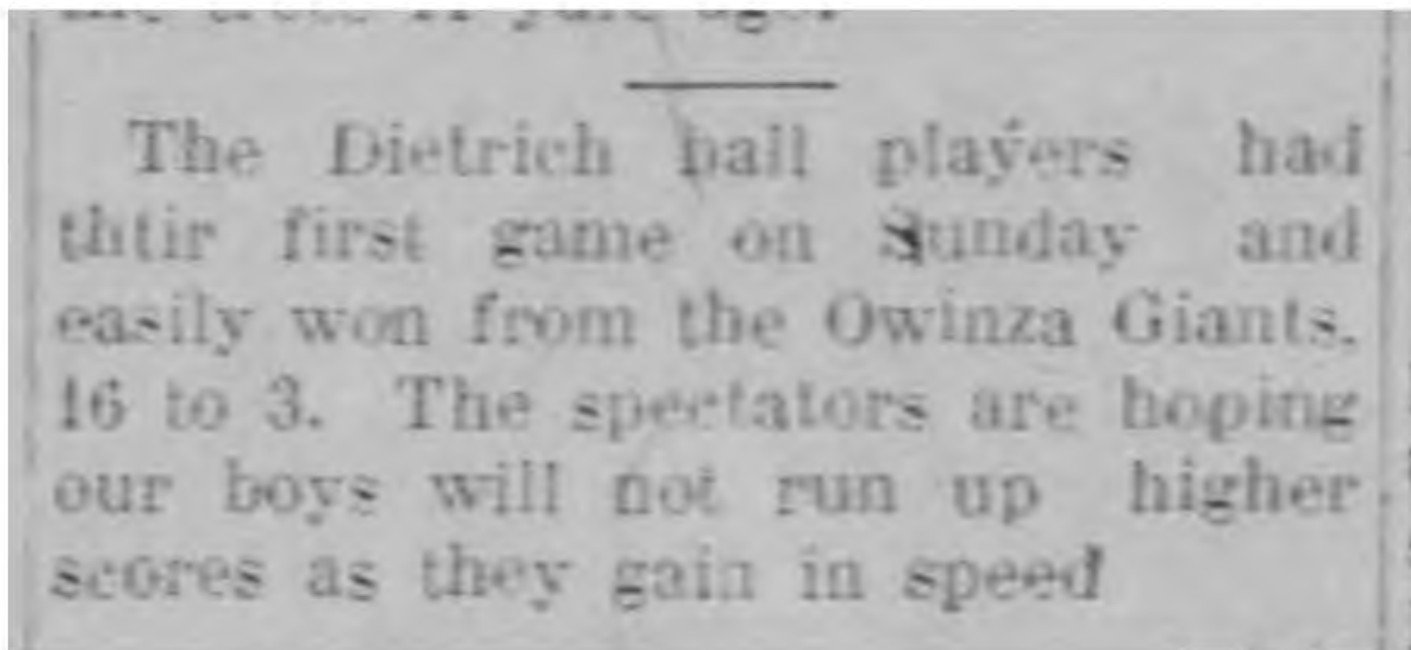 The Dietrich ball players had
thtir first game on Sunday and
easily won from the Owinza Giants.
16 to 3. The spectators are hoping
our boys will not run up higher
scores as they gain in speed